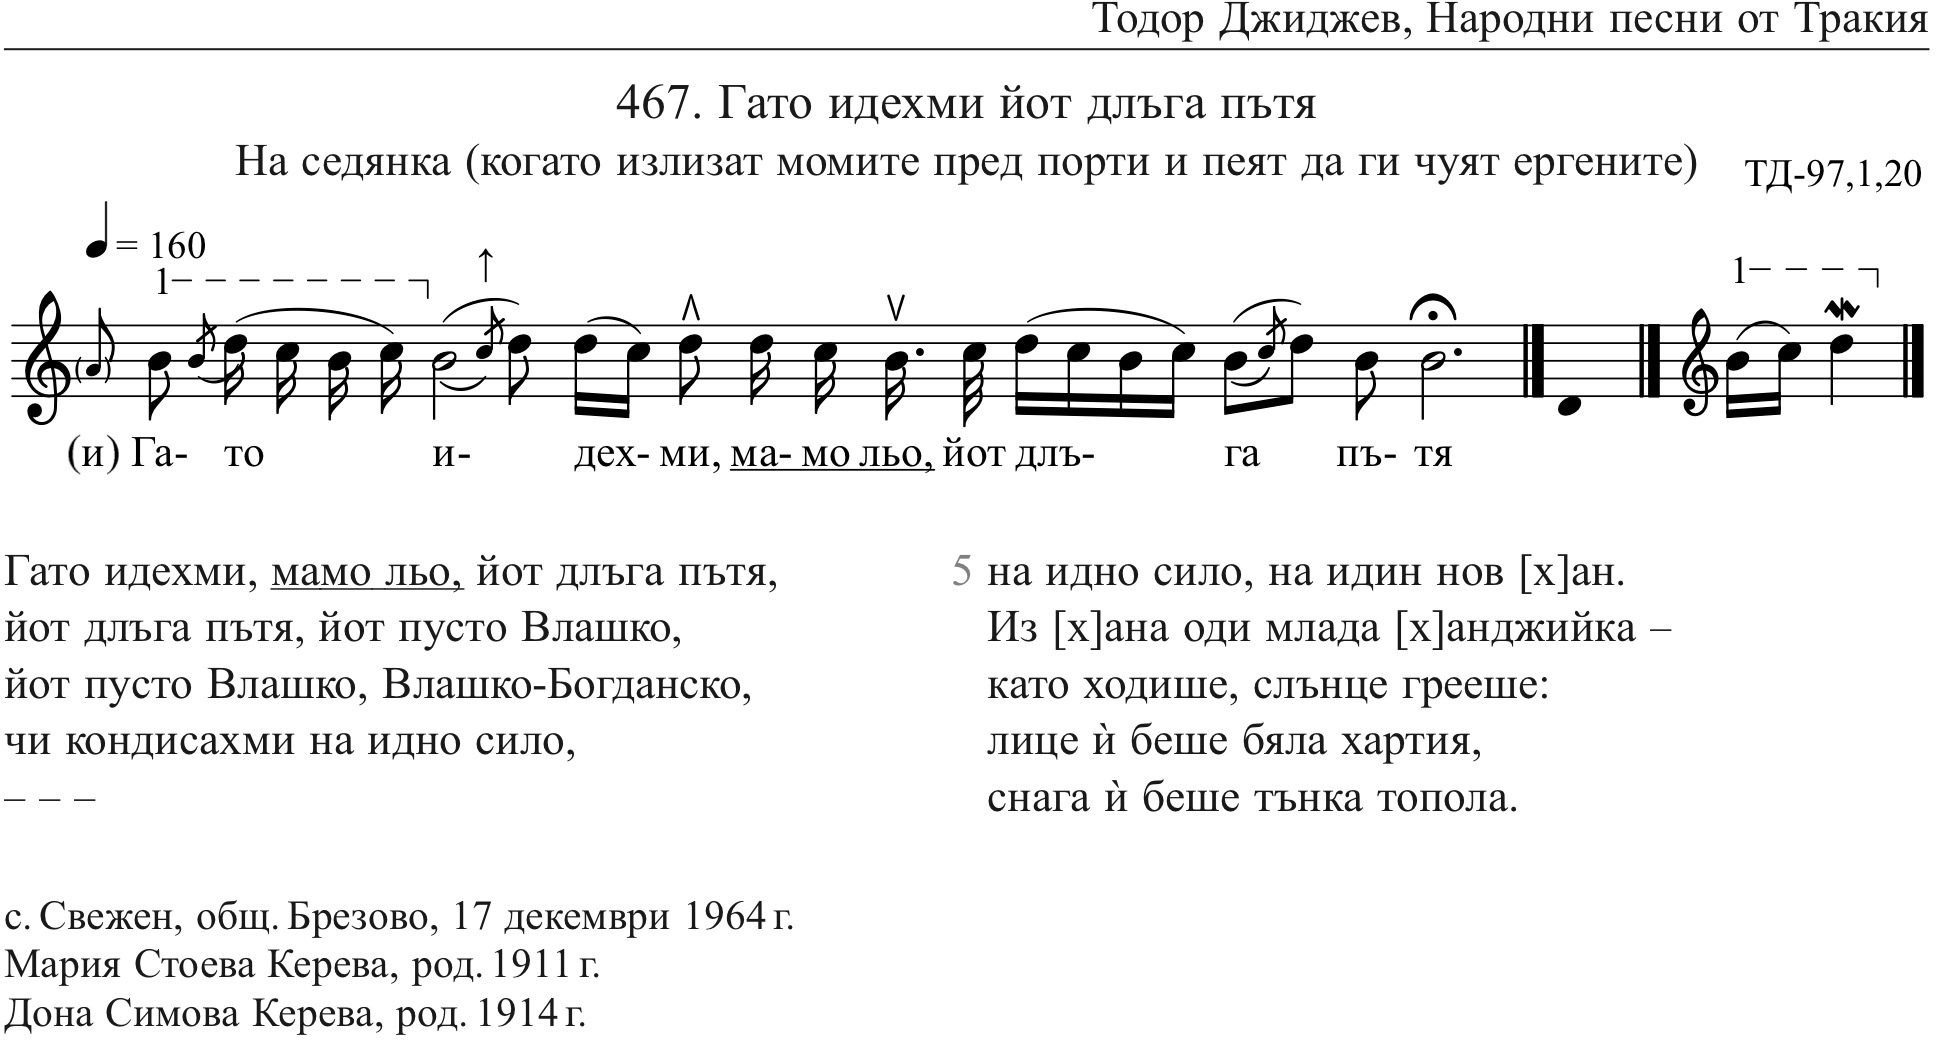 Тодор Джиджев, Народни песни от Тракия
467. Гато идехми йот длъга пътя
На седянка (когато излизат момите пред порти и пеят да ги чуят ергените)
ТД-97,1,20
= 160
1
1
(и) Га- то и- дех- ми, ма- мо льо, йот длъ- га пъ- тя
Гато идехми, мамо льо, йот длъга пътя,
йот длъга пътя, йот пусто Влашко,
йот пусто Влашко, Влашко-Богданско,
чи кондисахми на идно сило,
– – –
5 на идно сило, на идин нов [х]ан.
Из [х]ана оди млада [х]анджийка –
като ходише, слънце грееше:
лице ѝ беше бяла хартия,
снага ѝ беше тънка топола.
с. Свежен, общ. Брезово, 17 декември 1964 г.
Мария Стоева Керева, род. 1911 г.
Дона Симова Керева, род. 1914 г.